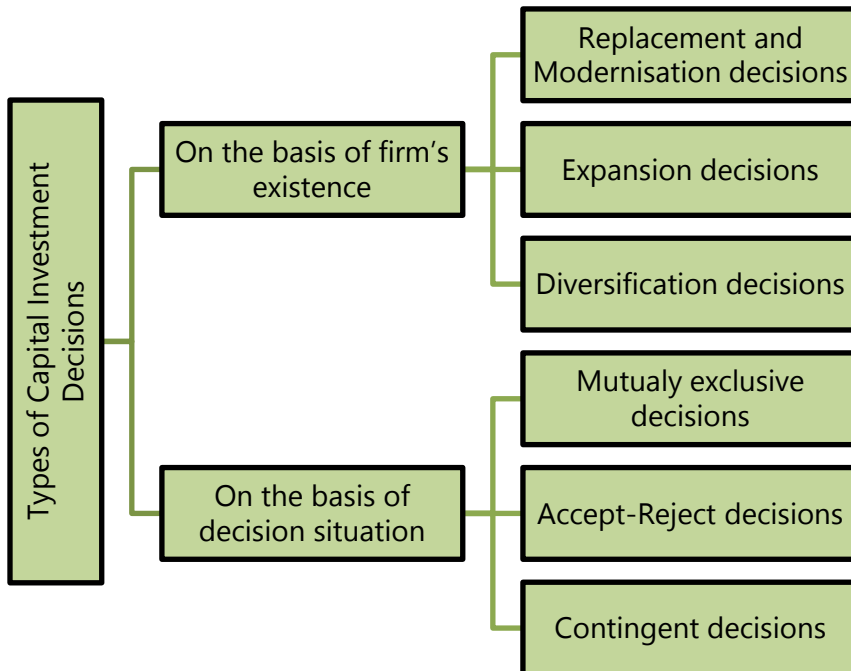 Types of Capital Investment
Decisions
On the basis of firm's
existence
Replacement and
Modernisation decisions
Expansion decisions
Diversification decisions
On the basis of
decision situation
Mutualy exclusive
decisions
Accept-Reject decisions
Contingent decisions